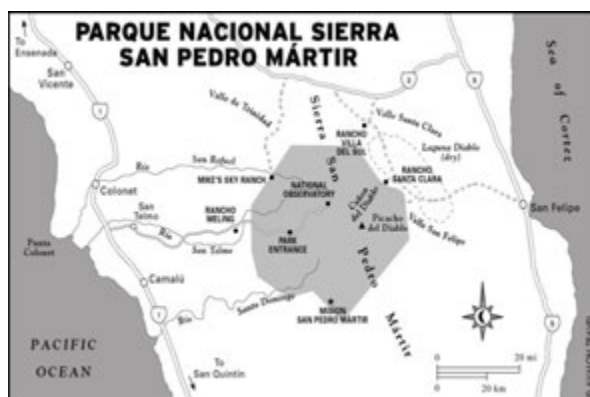 PARQUE NACIONAL SIERRA
SAN PEDRO MÁRTIR
To
Ensenada
San
Vicente
1
3
5
Sea of Cortez
Valle de Trinidad
Sierra San Pedro Mártir
Valle Santa Clara
RANCHO
VILLA
DEL SOL
Laguna Diablo
(dry)
Río San Rafael
Colonet
MIKE'S SKY RANCH
NATIONAL
OBSERVATORY
RANCHO
SANTA CLARA
Cañon
del Diablo
San
Telmo
RANCHO
MELING
Picacho
del Diablo
Valle San Felipe
San Felipe
Punta
Colonet
Río San Telmo
PARK
ENTRANCE
Camalú
Río Santo Domingo
MISION
SAN PEDRO MÁRTIR
1
5
PACIFIC
OCEAN
To
San Quintín
0 20 mi
0 20 km